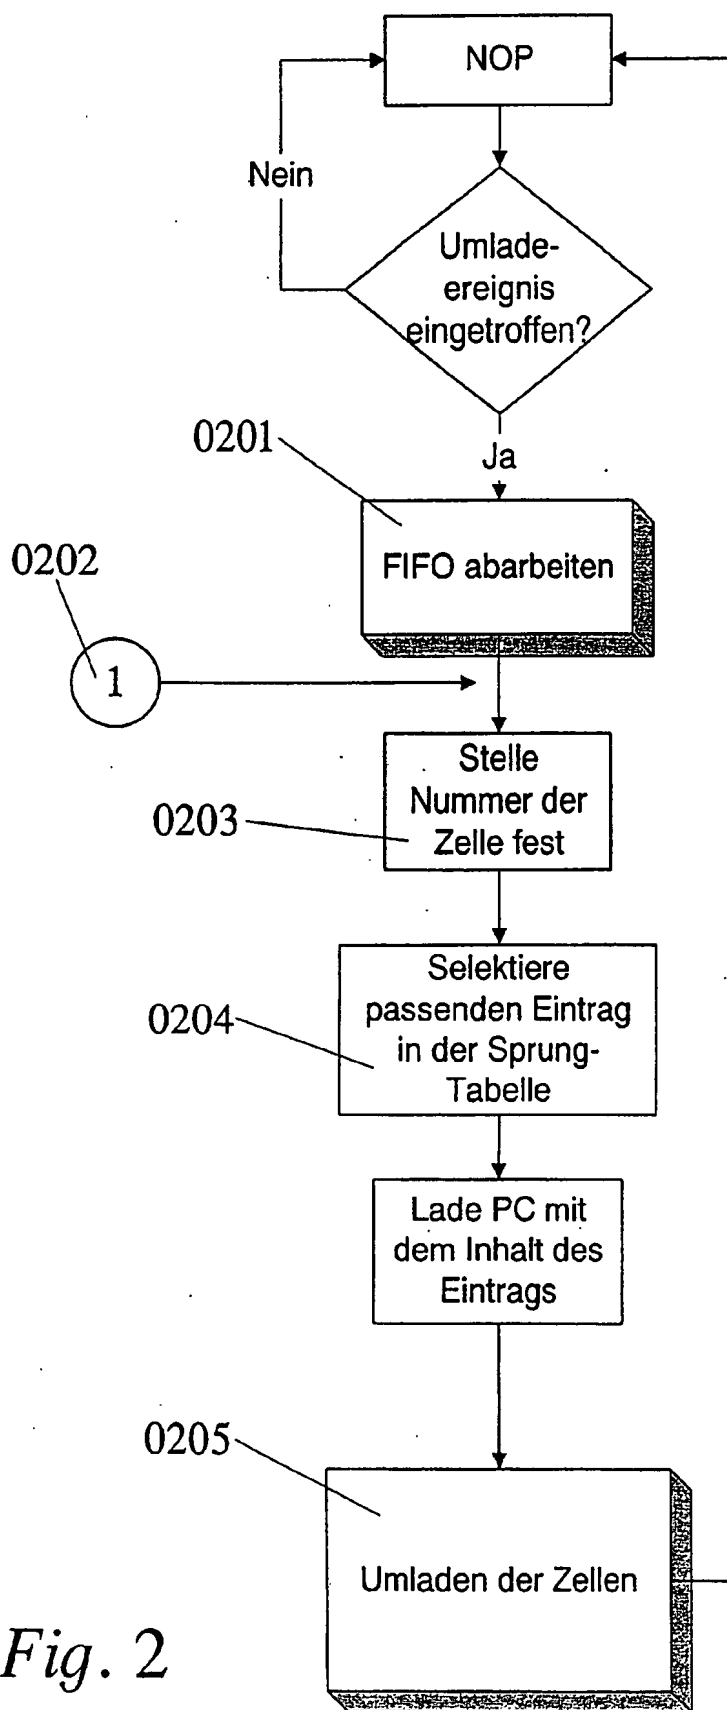 NOP
Nein
Umlade-
ereignis
eingetroffen?
0201
Ja
FIFO abarbeiten
0202
1
Stelle
Nummer der
Zelle fest
0203
Selektiere
passenden Eintrag
in der Sprung-
Tabelle
0204
Lade PC mit
dem Inhalt des
Eintrags
0205
Umladen der Zellen
Fig. 2